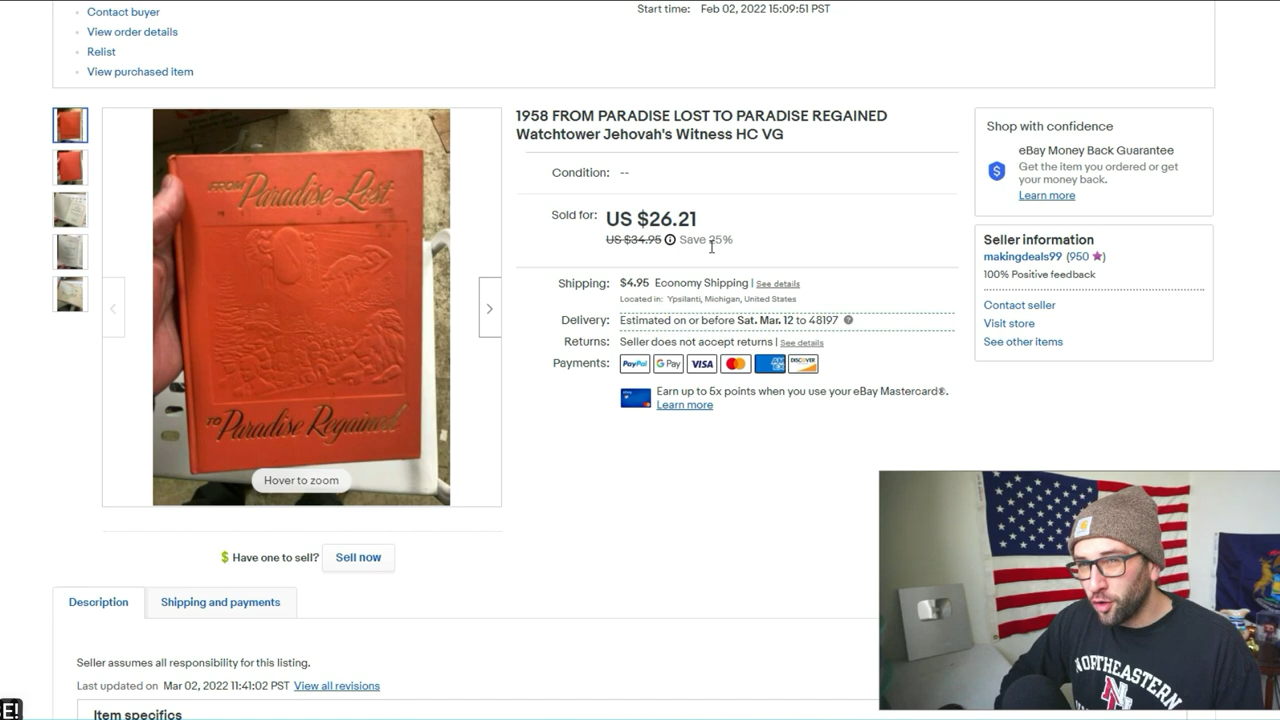 Contact buyer
View order details
Relist
View purchased item
Start time: Feb 02, 2022 15:09:51 PST
FROM Paradise Lost
TO Paradise Regained
Hover to zoom
$ Have one to sell? Sell now
1958 FROM PARADISE LOST TO PARADISE REGAINED
Watchtower Jehovah's Witness HC VG
Condition: --
Sold for: US $26.21
US $34.95 Save 25%
Shipping: $4.95 Economy Shipping | See details
Located in: Ypsilanti, Michigan, United States
Delivery: Estimated on or before Sat. Mar. 12 to 48197
Returns: Seller does not accept returns | See details
Payments: PayPal G Pay VISA mastercard AM EX DISCOVER
Earn up to 5x points when you use your eBay Mastercard®.
Learn more
Shop with confidence
eBay Money Back Guarantee
Get the item you ordered or get
your money back.
Learn more
Seller information
makingdeals99 (950 ★)
100% Positive feedback
Contact seller
Visit store
See other items
Description
Shipping and payments
Seller assumes all responsibility for this listing.
Last updated on Mar 02, 2022 11:41:02 PST View all revisions
Item specifics
E!
NORTHEASTERN